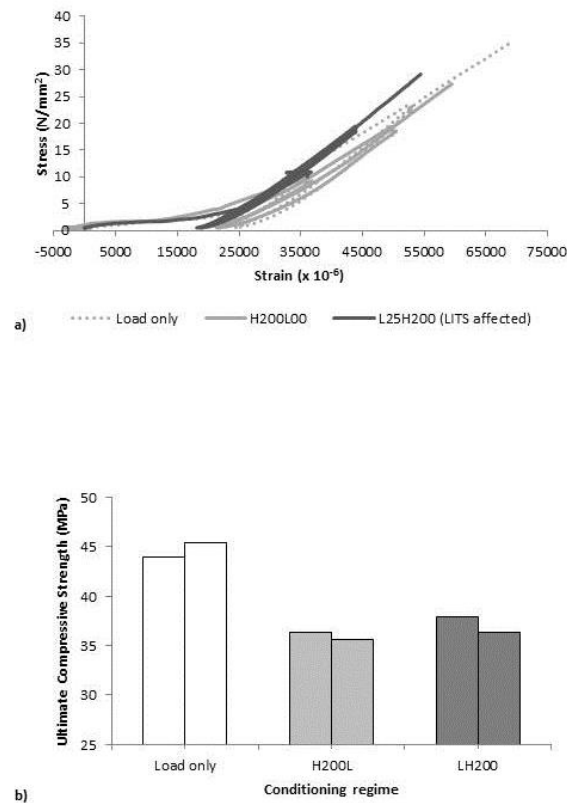 40
35
30
25
20
15
10
5
0
Stress (N/mm²)
-5000 5000 15000 25000 35000 45000 55000 65000 75000
Strain (x 10⁻⁶)
a) Load only H200L00 L25H200 (LITS affected)
50
45
40
35
30
25
Ultimate Compressive Strength (MPa)
Load only H200L LH200
Conditioning regime
b)